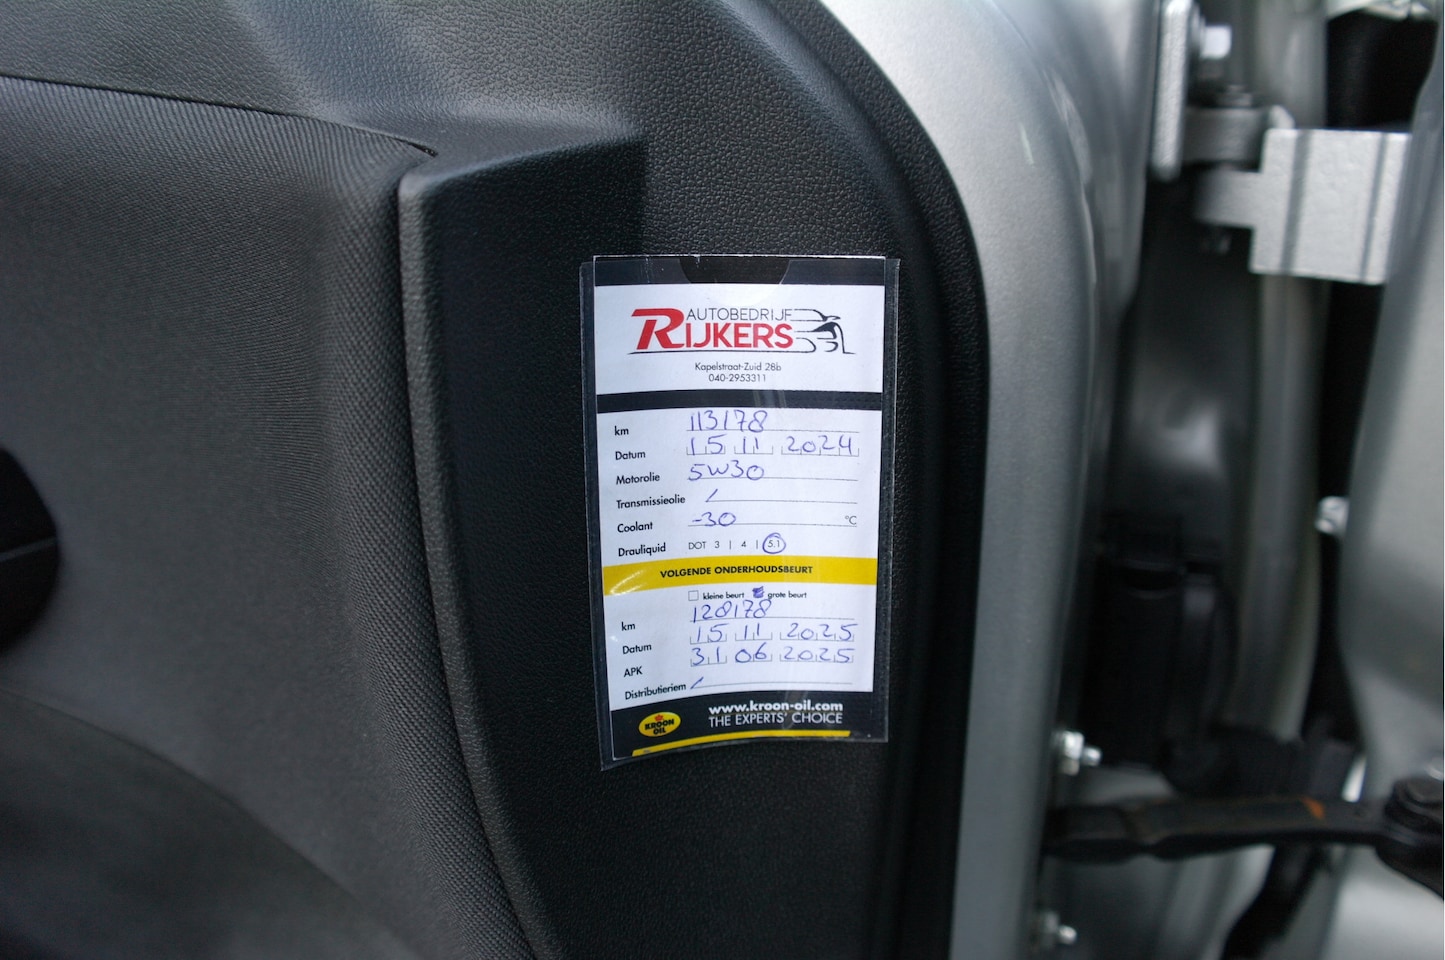 AUTOBEDRIJF
RIJKERS
Kapelstraat-Zuid 28b
040-2953311
km 113178
Datum 15 11 2024
Motorolie 5W30
Transmissieolie /
Coolant -30 °C
Drauliquid DOT 3 | 4 | 5.1
VOLGENDE ONDERHOUDSBEURT
kleine beurt grote beurt
km 128178
Datum 15 11 2025
APK 31 06 2025
Distributieriem /
KROON OIL www.kroon-oil.com
THE EXPERTS' CHOICE